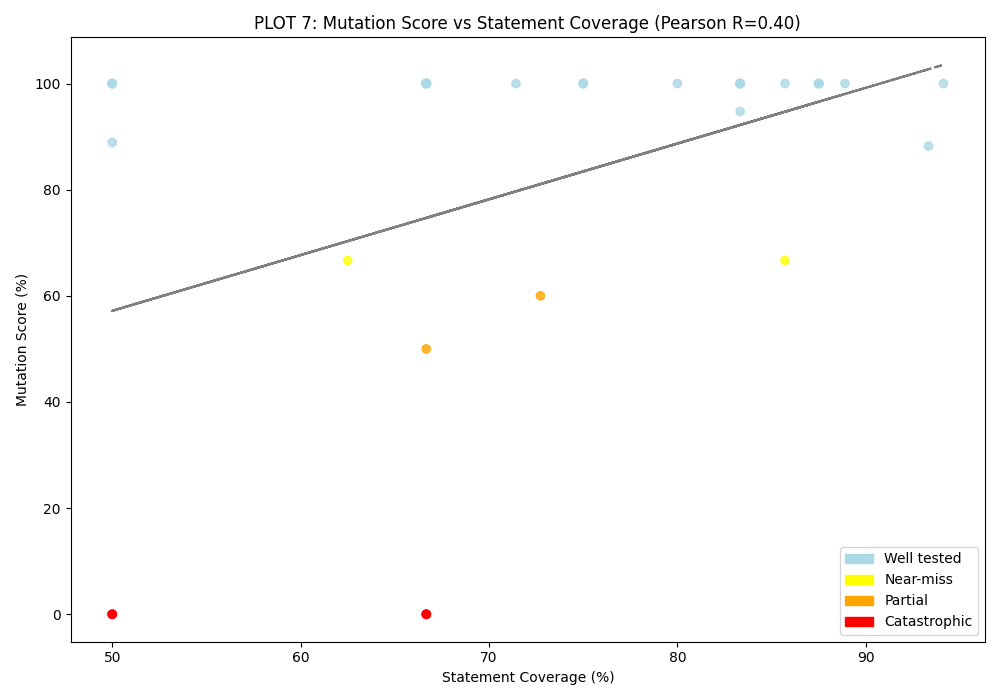 PLOT 7: Mutation Score vs Statement Coverage (Pearson R=0.40)
Mutation Score (%)
100
80
60
40
20
0
50
60
70
80
90
Statement Coverage (%)
Well tested
Near-miss
Partial
Catastrophic